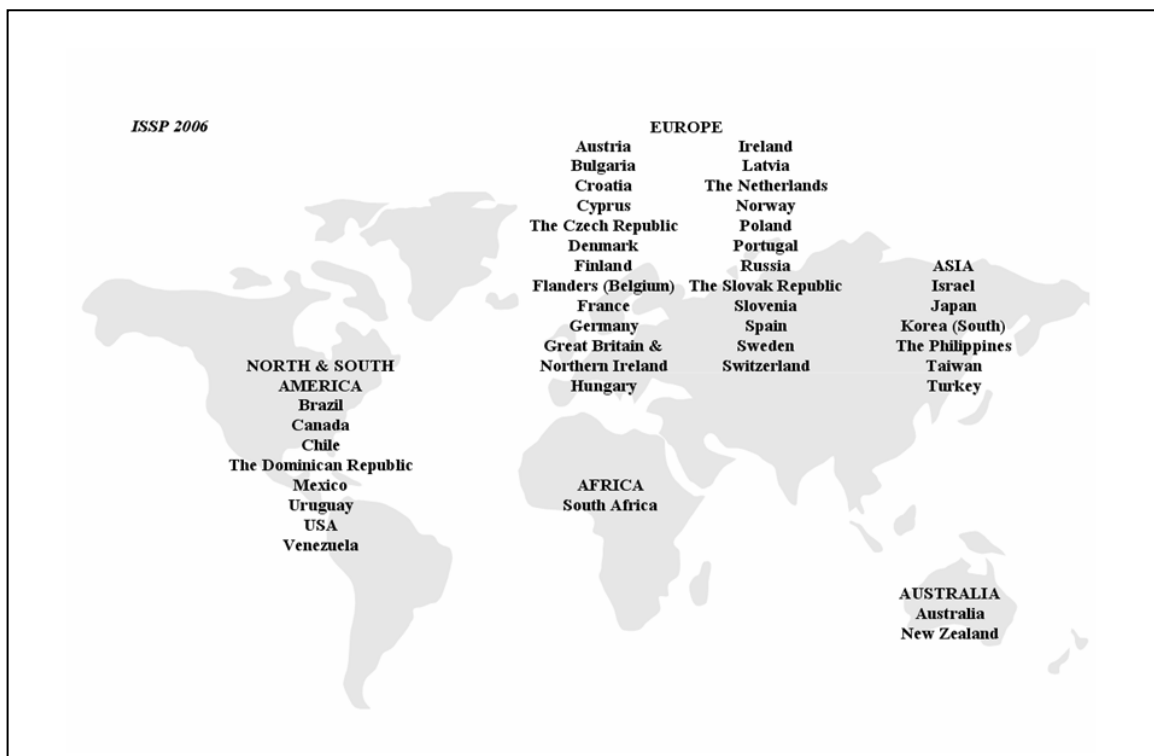 ISSP 2006
EUROPE
Austria
Bulgaria
Croatia
Cyprus
The Czech Republic
Denmark
Finland
Flanders (Belgium)
France
Germany
Great Britain &
Northern Ireland
Hungary
Ireland
Latvia
The Netherlands
Norway
Poland
Portugal
Russia
The Slovak Republic
Slovenia
Spain
Sweden
Switzerland
ASIA
Israel
Japan
Korea (South)
The Philippines
Taiwan
Turkey
NORTH & SOUTH
AMERICA
Brazil
Canada
Chile
The Dominican Republic
Mexico
Uruguay
USA
Venezuela
AFRICA
South Africa
AUSTRALIA
Australia
New Zealand